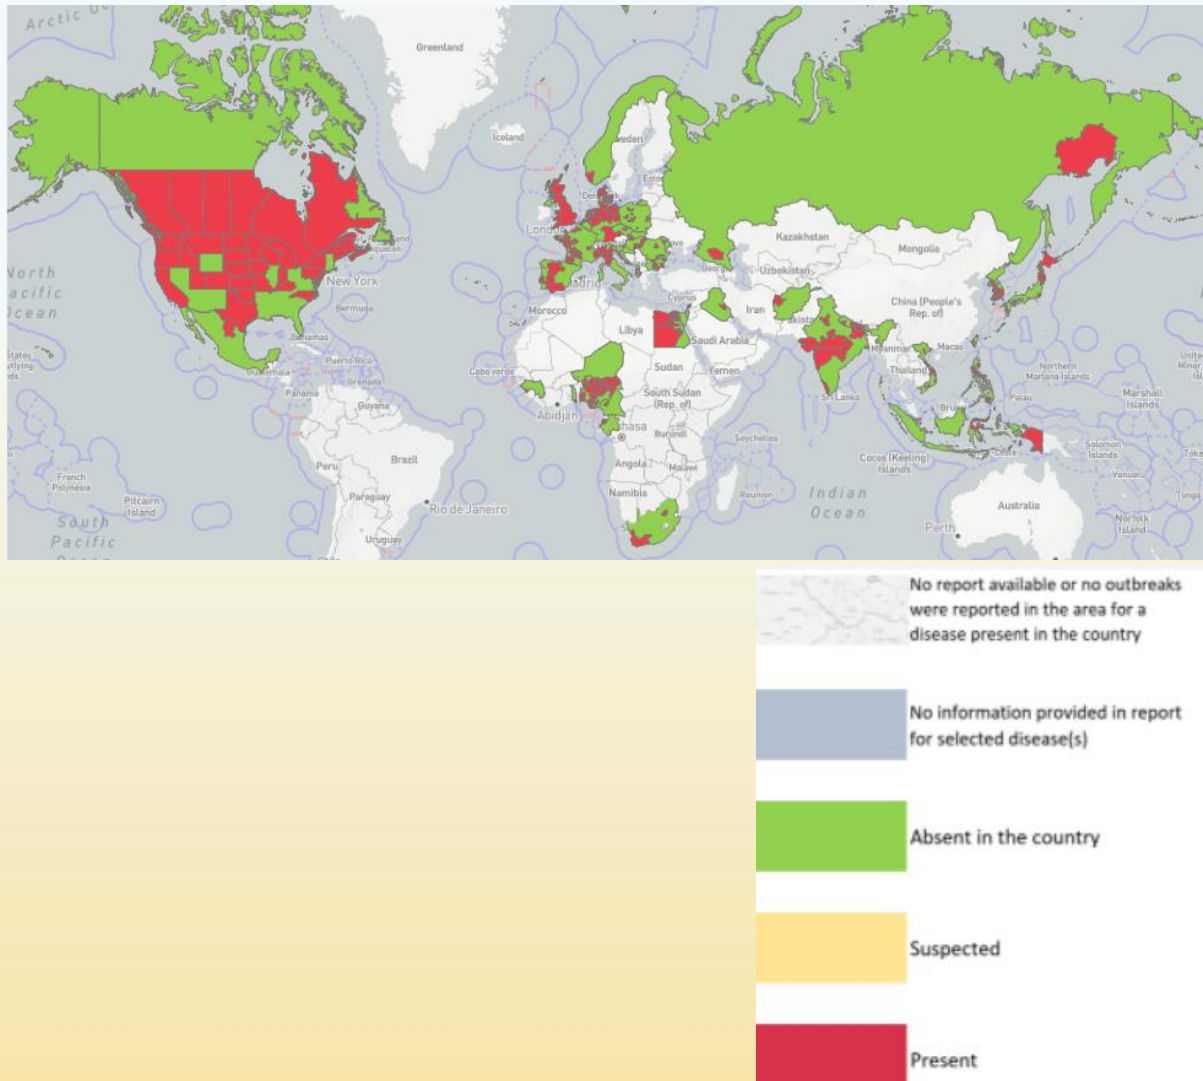 Arctic Oc
Greenland
Iceland
Sweden
London
Kazakhstan
Mongolia
Uzbekistan
China (People's
Rep. of)
North
New York
Madrid
Cyprus
Iran
Morocco
Bermuda
Libya
Saudi Arabia
Myanmar
Macao
Ocean
Bahamas
Puerto Rico
Cabo verde
Sudan
Yemen
Thailand
Northern
Mariana Islands
Marshall
Islands
Grenada
Panama
Guyana
Abidjan
South Sudan
(Rep. of)
Sri Lanka
Palau
Burundi
Seychelles
Solomon
Islands
Peru
Brazil
Angola
Malawi
Cocos (Keeling)
Islands
Vanuatu
French
Polynesia
Pitcairn
Island
Paraguay
Rio de Janeiro
Namibia
Reunion
Indian
Ocean
Australia
Tonga
South
Pacific
Uruguay
Perth
Norfolk
Island
No report available or no outbreaks
were reported in the area for a
disease present in the country
No information provided in report
for selected disease(s)
Absent in the country
Suspected
Present